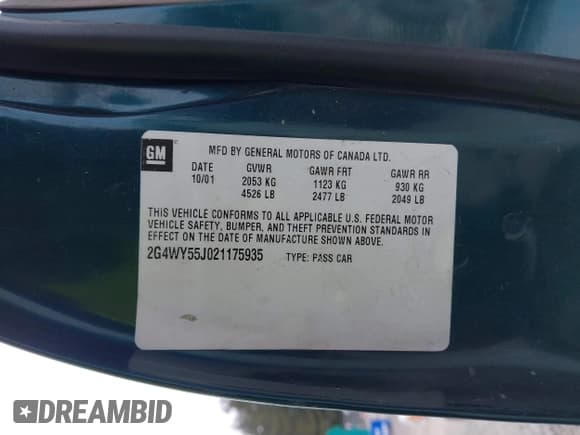 GM
MFD BY GENERAL MOTORS OF CANADA LTD.
DATE GVWR GAWR FRT GAWR RR
10/01 2053 KG 1123 KG 930 KG
4526 LB 2477 LB 2049 LB
THIS VEHICLE CONFORMS TO ALL APPLICABLE U.S. FEDERAL MOTOR
VEHICLE SAFETY, BUMPER, AND THEFT PREVENTION STANDARDS IN
EFFECT ON THE DATE OF MANUFACTURE SHOWN ABOVE.
2G4WY55J021175935 TYPE: PASS CAR
DREAMBID